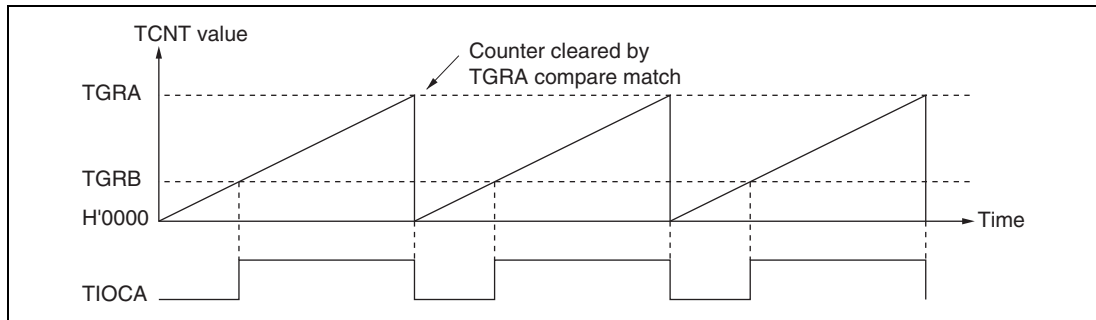 TCNT value
Counter cleared by
TGRA compare match
TGRA
TGRB
H'0000
Time
TIOCA